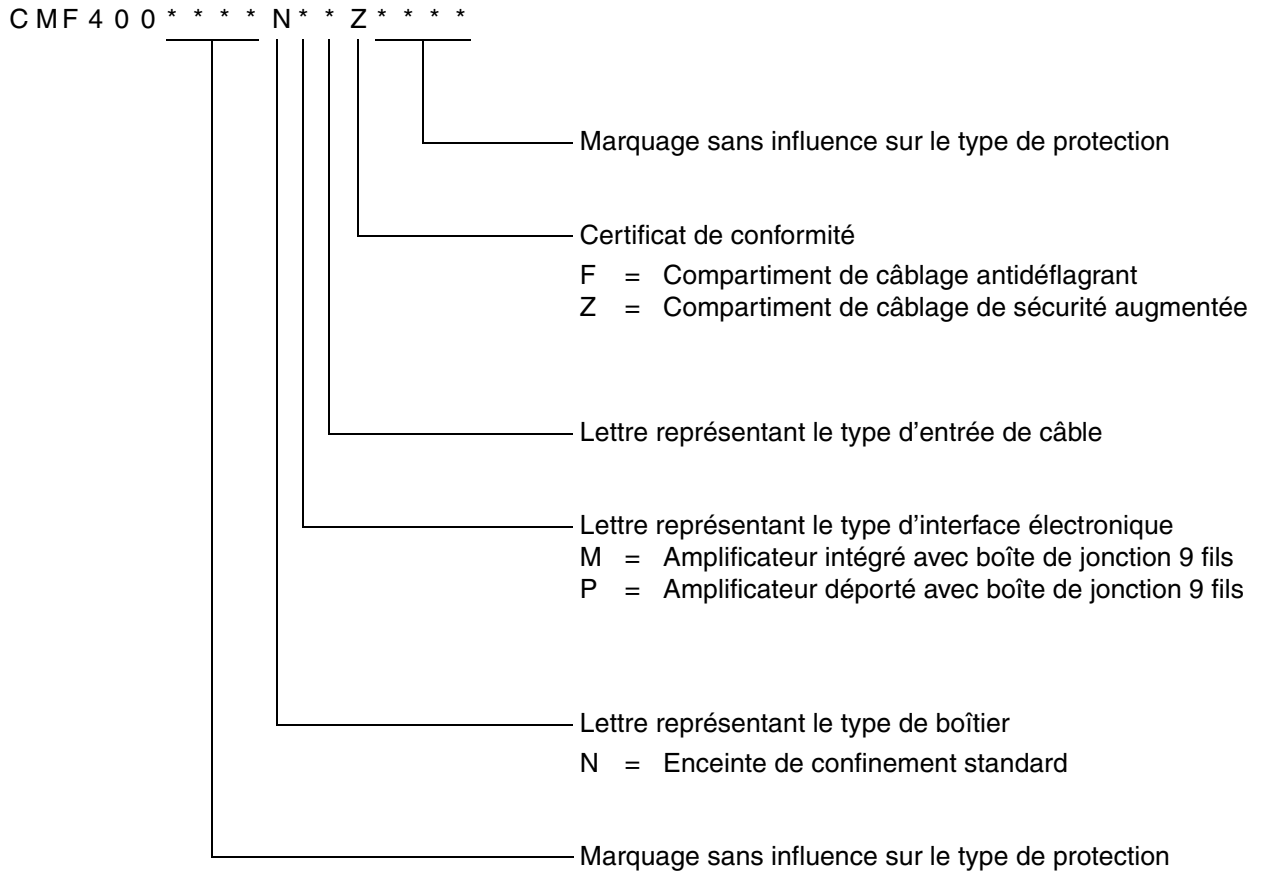 CMF400****N**Z****
Marquage sans influence sur le type de protection
Certificat de conformité
F = Compartiment de câblage antidéflagrant
Z = Compartiment de câblage de sécurité augmentée
Lettre représentant le type d'entrée de câble
Lettre représentant le type d'interface électronique
M = Amplificateur intégré avec boîte de jonction 9 fils
P = Amplificateur déporté avec boîte de jonction 9 fils
Lettre représentant le type de boîtier
N = Enceinte de confinement standard
Marquage sans influence sur le type de protection